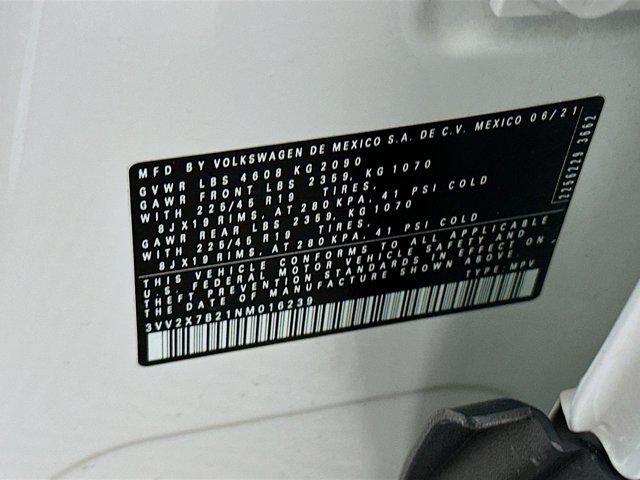 MFD BY VOLKSWAGEN DE MEXICO S.A. DE C.V. MEXICO 06/21
GVWR LBS 4608 KG 2090
GAWR FRONT LBS 2359, KG 1070
WITH 225/45 R19 TIRES,
8JX19 RIMS, AT 280 KPA, 41 PSI COLD
GAWR REAR LBS 2359, KG 1070
WITH 225/45 R19 TIRES,
8JX19 RIMS, AT 280 KPA, 41 PSI COLD
THIS VEHICLE CONFORMS TO ALL APPLICABLE
U.S. FEDERAL MOTOR VEHICLE SAFETY AND
THEFT PREVENTION STANDARDS IN EFFECT ON
THE DATE OF MANUFACTURE SHOWN ABOVE.
3VV2X7B21NM016239 TYPE: MPV
2250229 3662